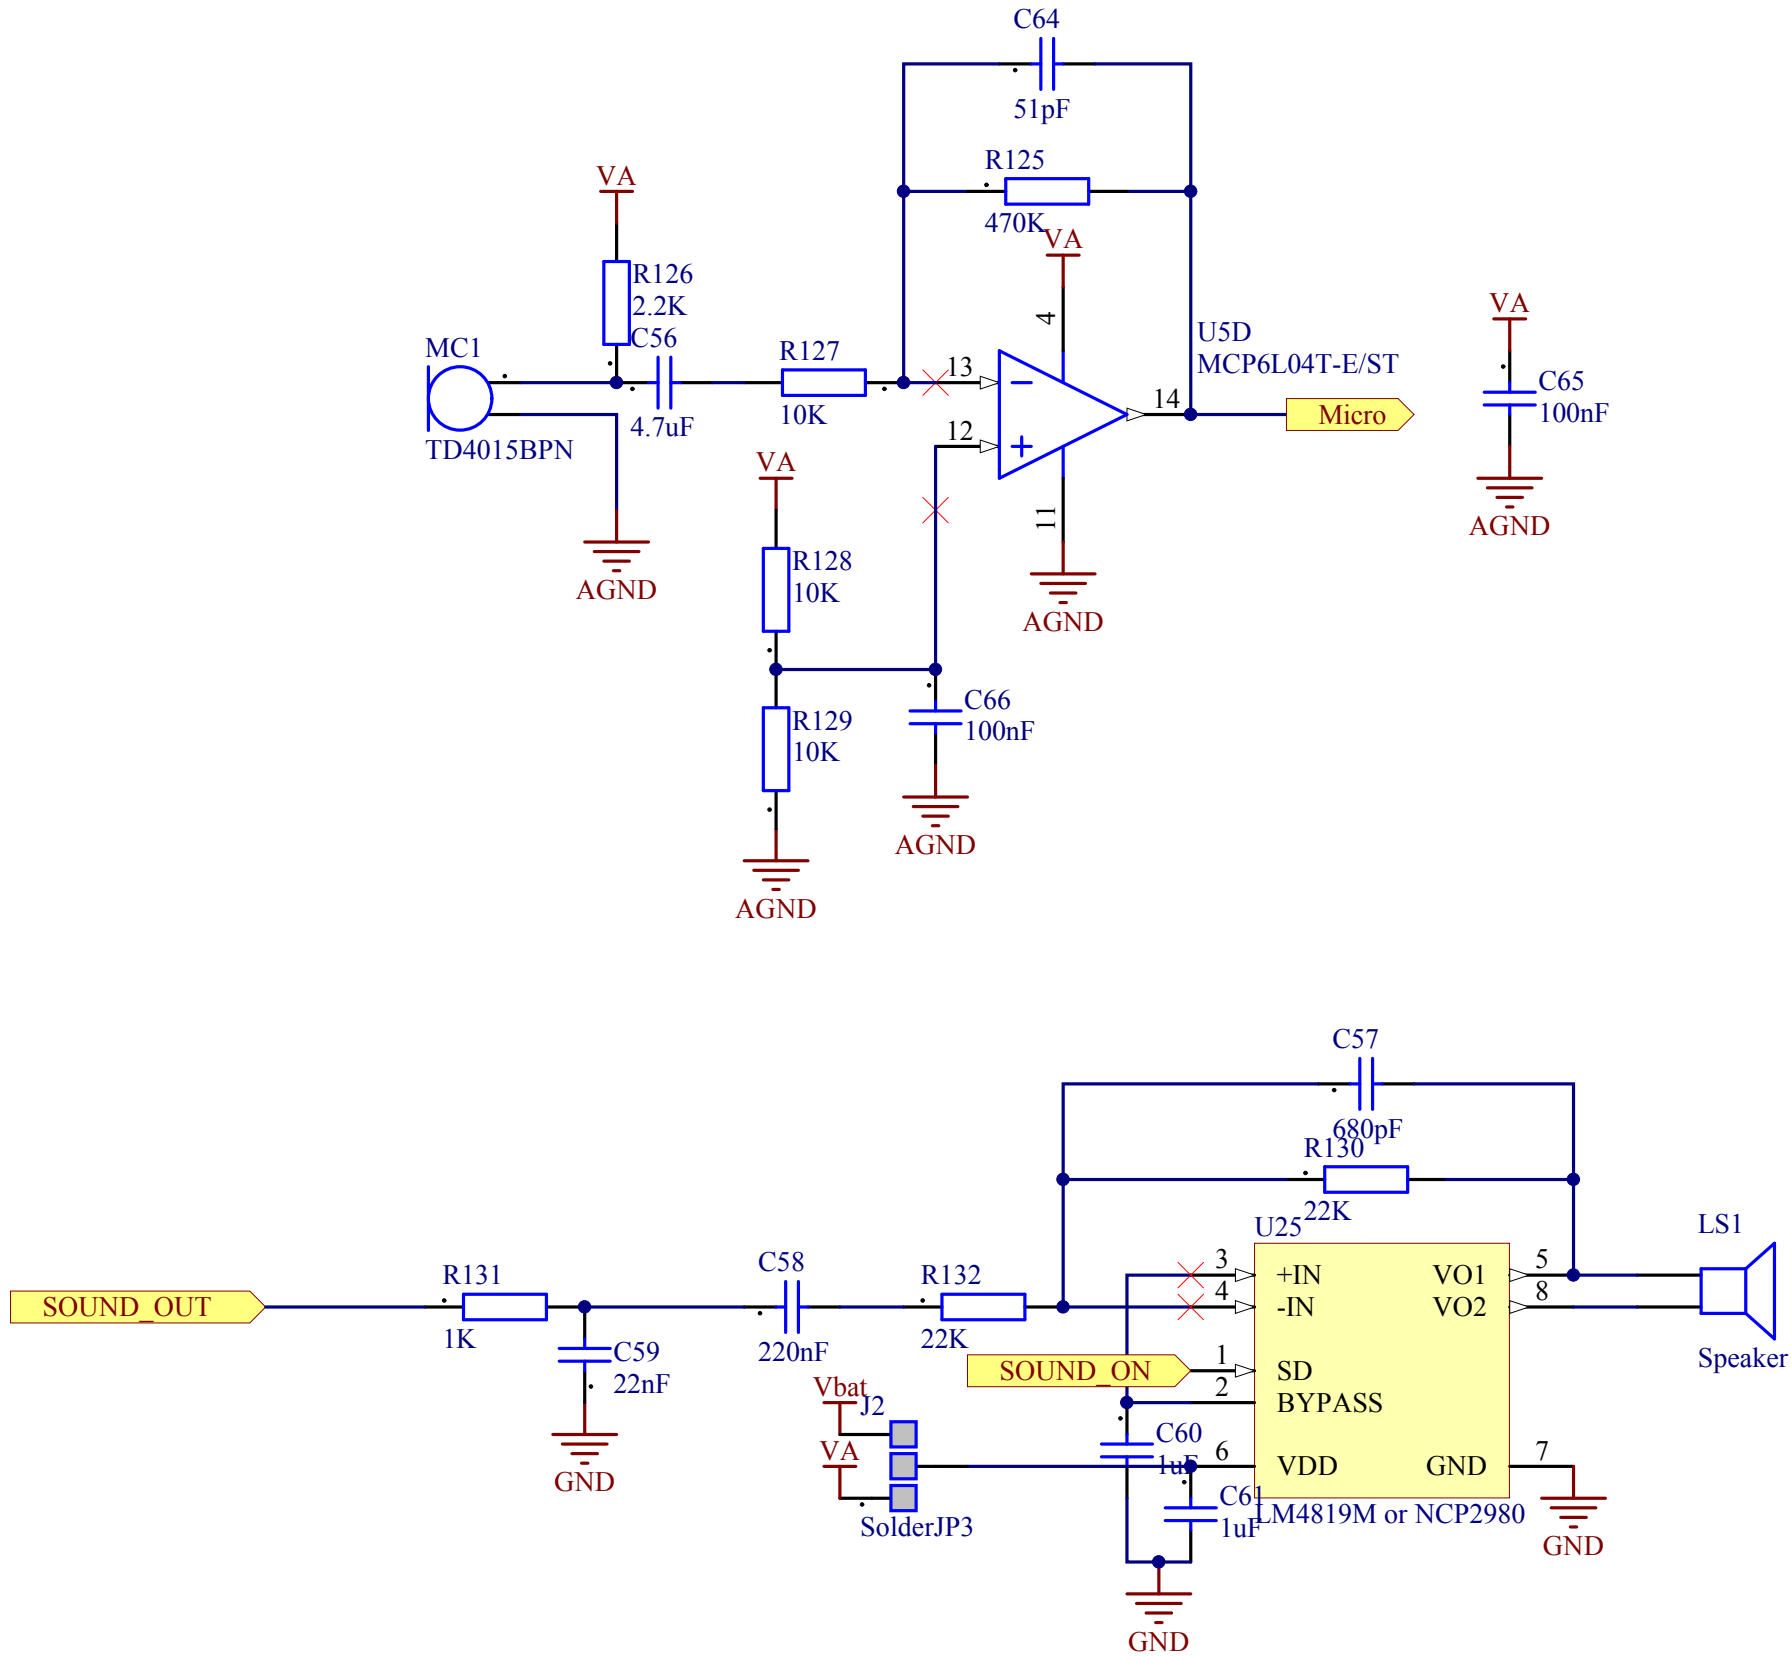 C64
51pF
R125
470K
VA
VA
R126
2.2K
C56
4.7uF
MC1
TD4015BPN
AGND
R127
10K
13
12
4
11
14
U5D
MCP6L04T-E/ST
Micro
AGND
VA
C65
100nF
AGND
VA
R128
10K
R129
10K
AGND
C66
100nF
AGND
C57
680pF
R130
22K
U25
LS1
Speaker
SOUND_OUT
R131
1K
C59
22nF
GND
C58
220nF
R132
22K
SOUND_ON
3
+IN
4
-IN
1
SD
2
BYPASS
6
VDD
VO1
5
VO2
8
GND
7
LM4819M or NCP2980
GND
Vbat
J2
VA
SolderJP3
C60
1uF
C61
1uF
GND